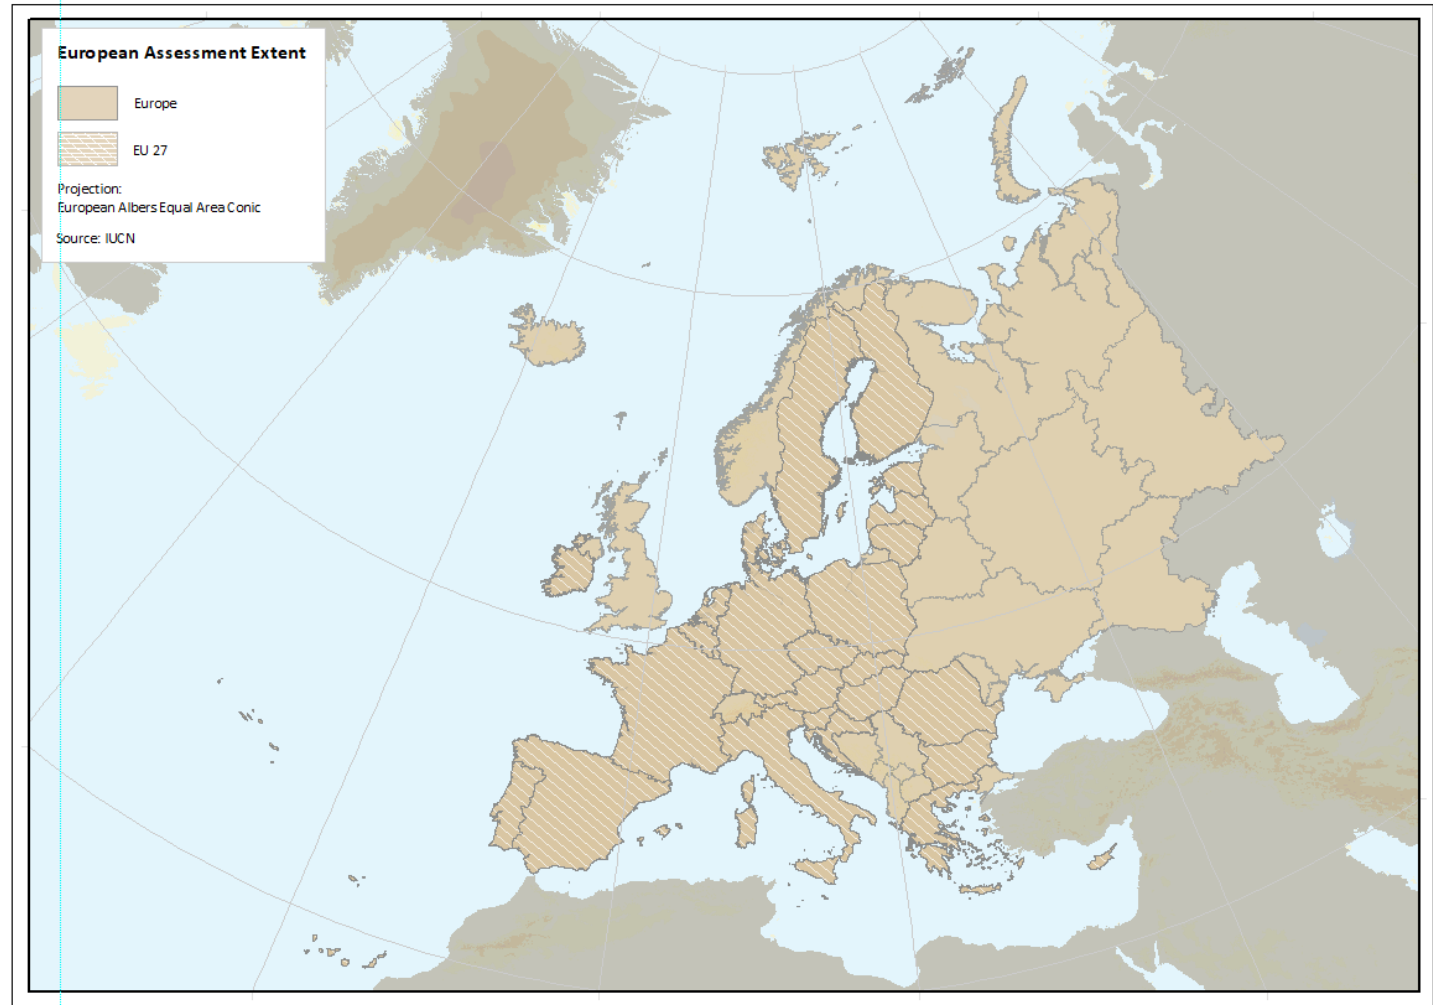 European Assessment Extent
Europe
EU 27
Projection:
European Albers Equal Area Conic
Source: IUCN